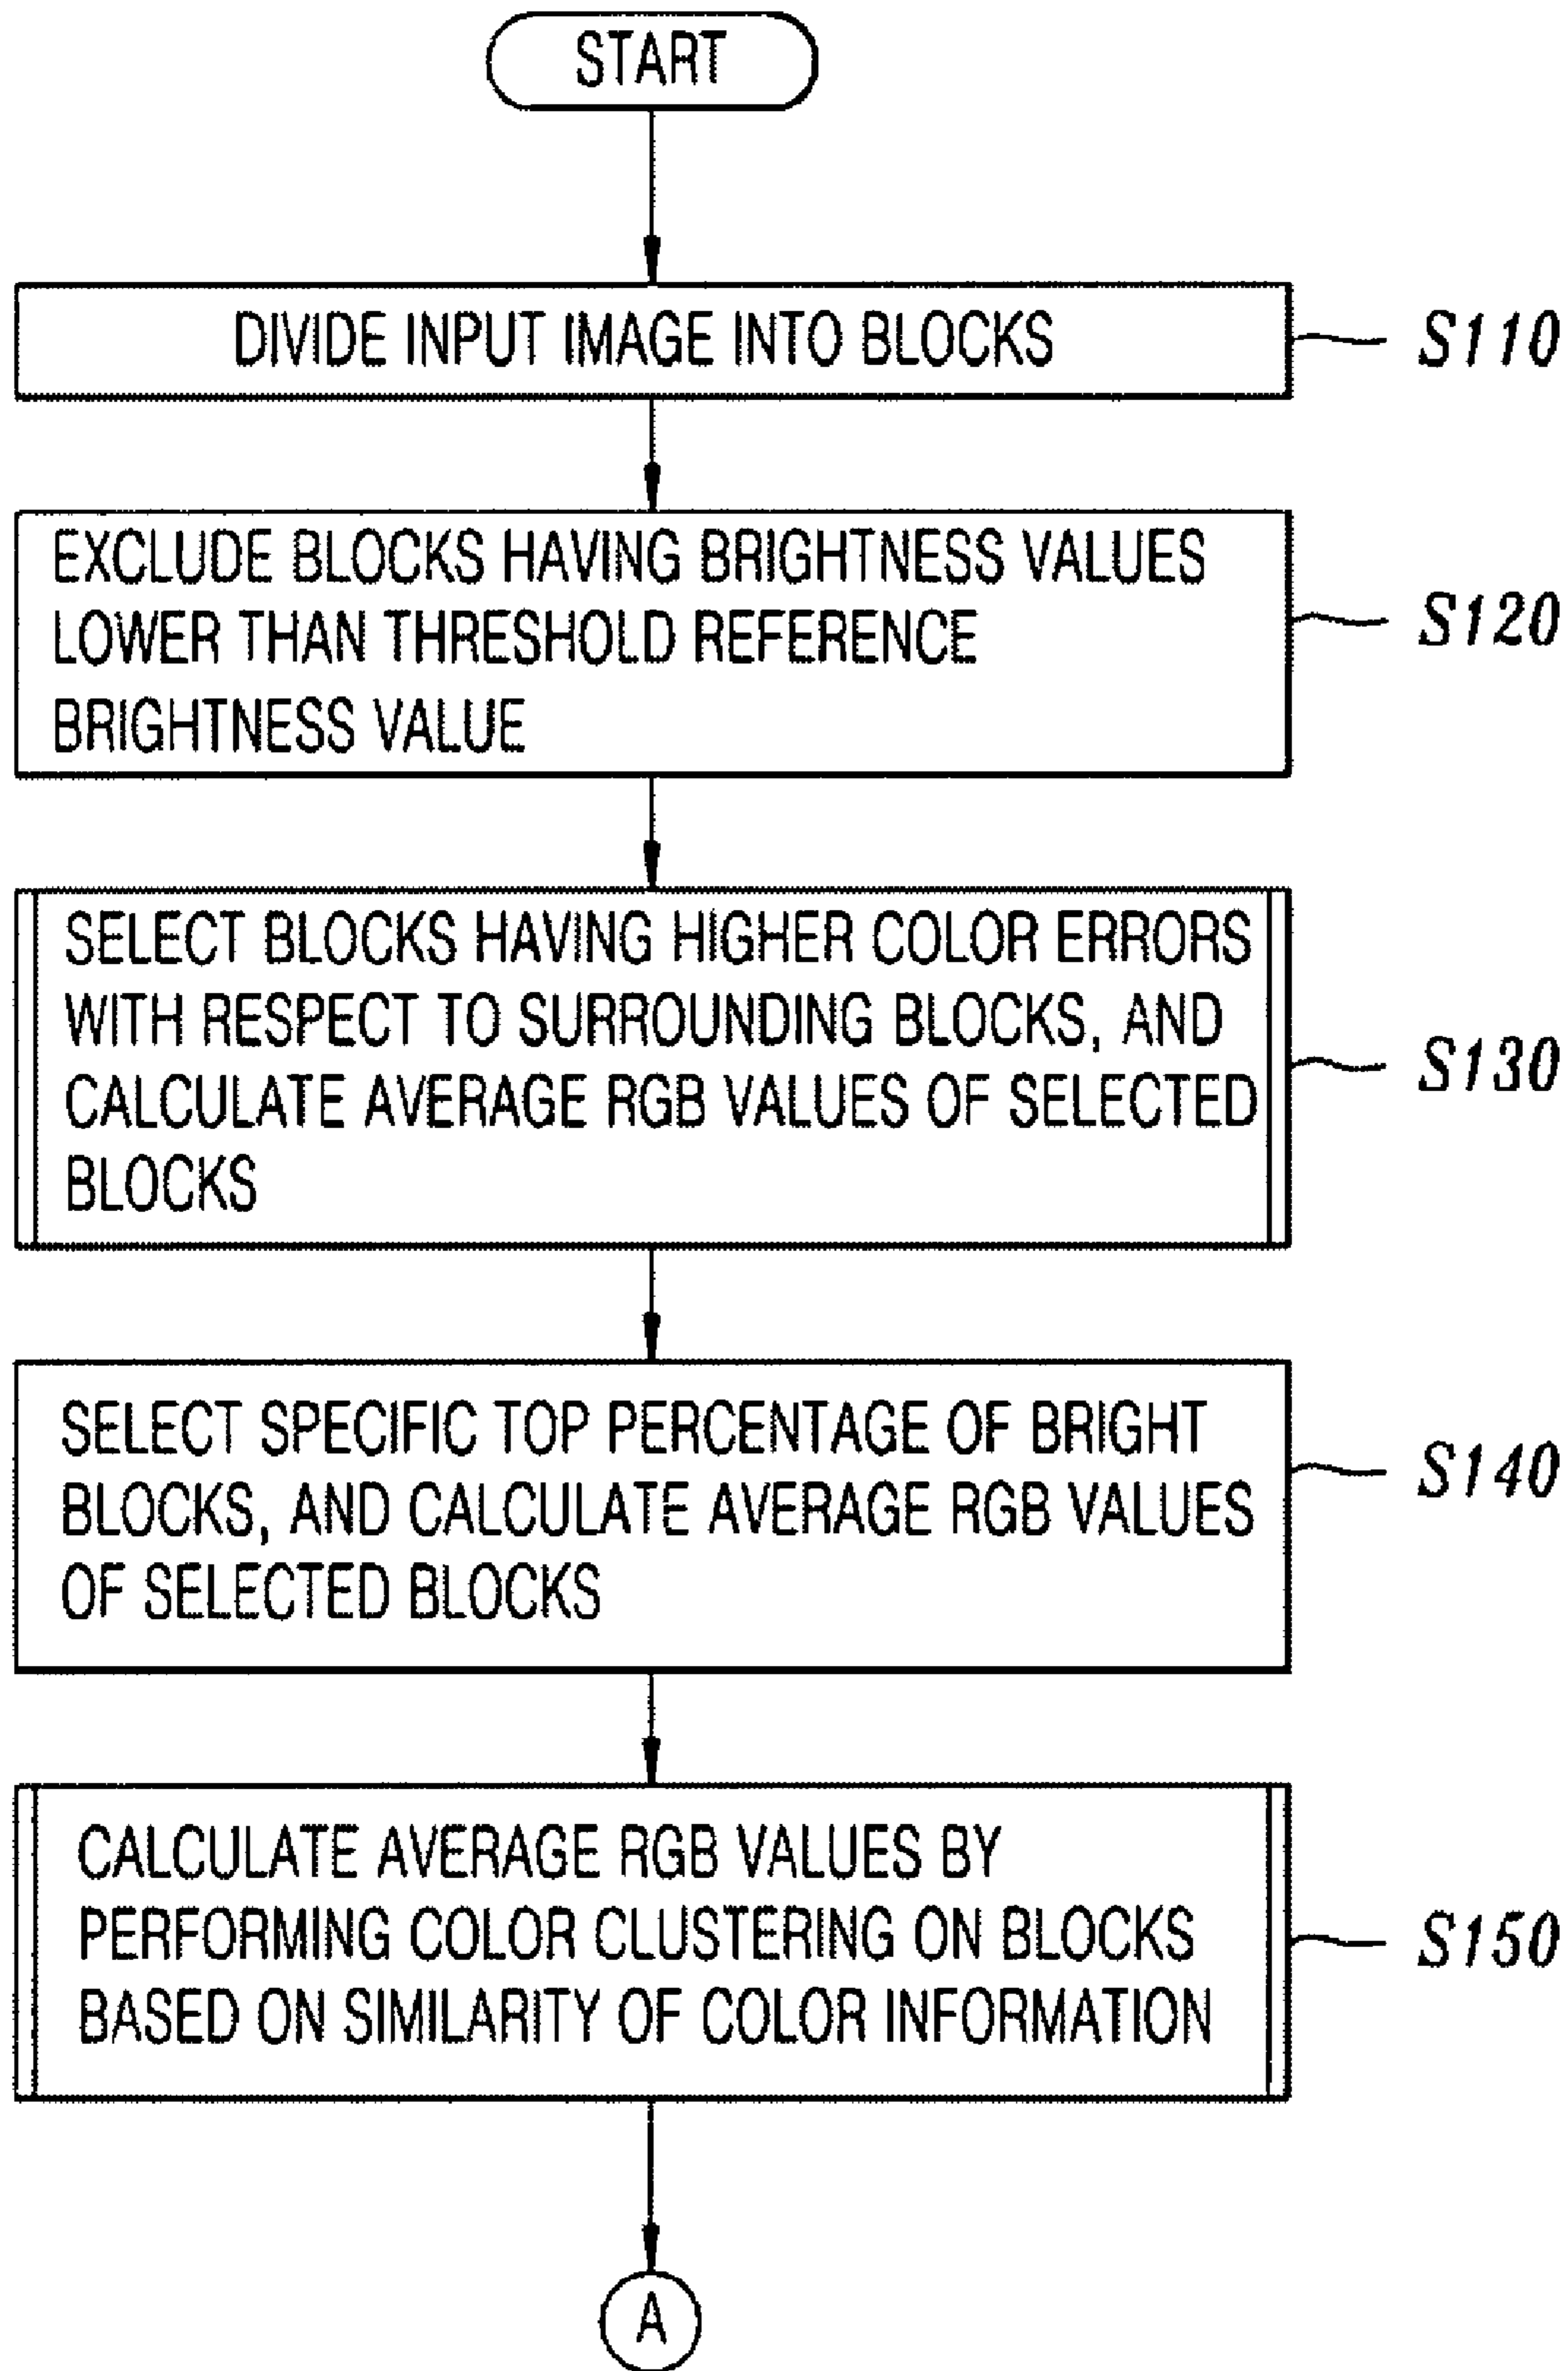 START
DIVIDE INPUT IMAGE INTO BLOCKS
S110
EXCLUDE BLOCKS HAVING BRIGHTNESS VALUES
LOWER THAN THRESHOLD REFERENCE
BRIGHTNESS VALUE
S120
SELECT BLOCKS HAVING HIGHER COLOR ERRORS
WITH RESPECT TO SURROUNDING BLOCKS, AND
CALCULATE AVERAGE RGB VALUES OF SELECTED
BLOCKS
S130
SELECT SPECIFIC TOP PERCENTAGE OF BRIGHT
BLOCKS, AND CALCULATE AVERAGE RGB VALUES
OF SELECTED BLOCKS
S140
CALCULATE AVERAGE RGB VALUES BY
PERFORMING COLOR CLUSTERING ON BLOCKS
BASED ON SIMILARITY OF COLOR INFORMATION
S150
A